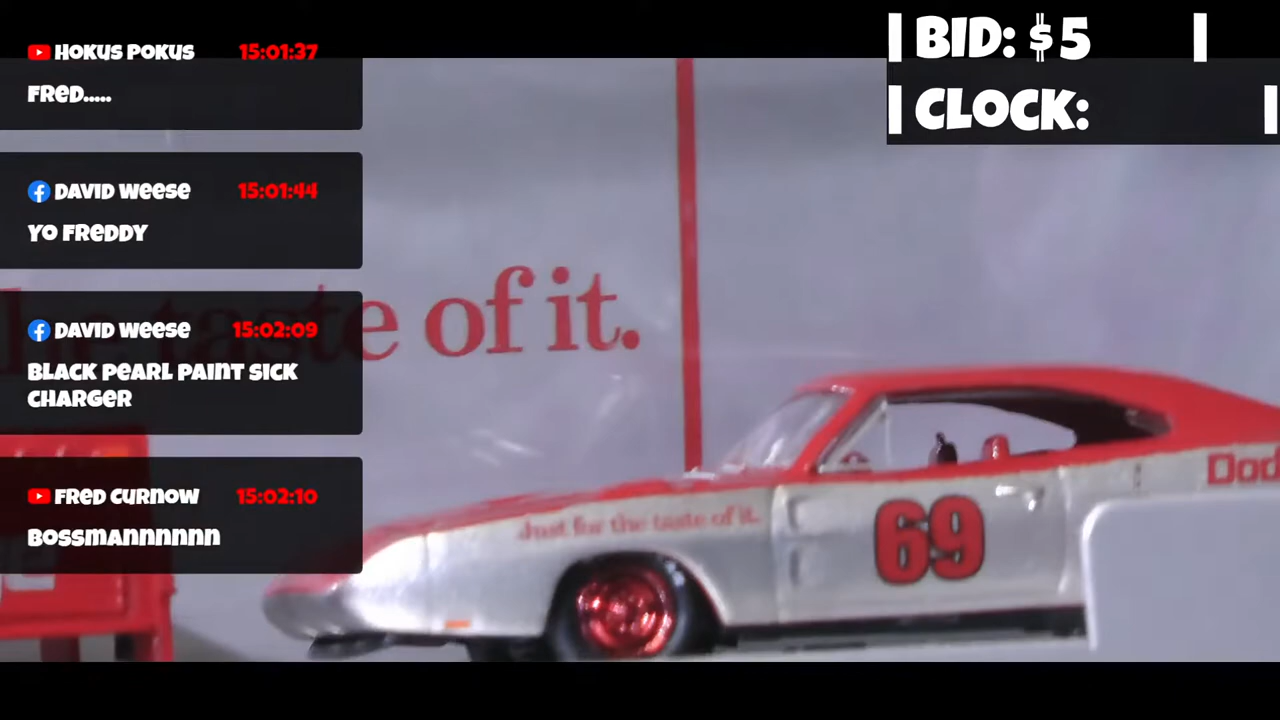 HOKUS POKUS 15:01:37
FRED.....
DAVID WEESE 15:01:44
YO FREDDY
DAVID WEESE 15:02:09
BLACK PEARL PAINT SICK
CHARGER
FRED CURNOW 15:02:10
BOSSMANNNNNN
| BID: $5 |
| CLOCK: |
the taste of it.
Just for the taste of it.
69
Dod